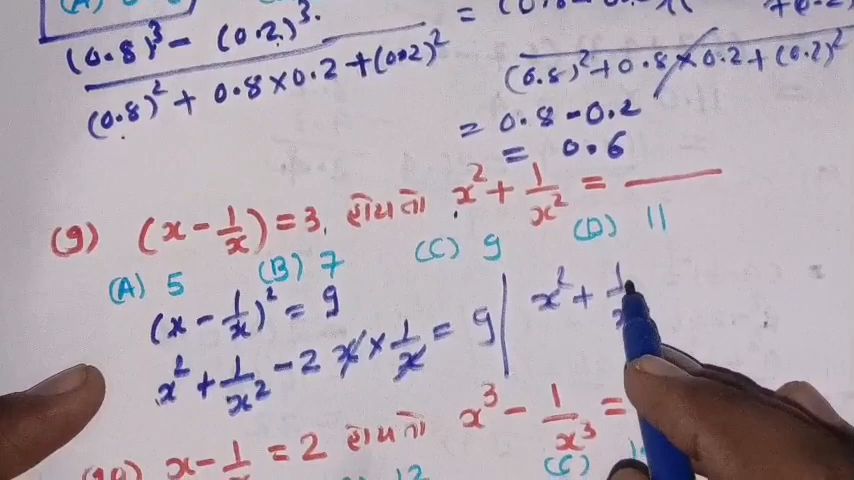 (0.8)³ - (0.2)³
(0.8)² + 0.8 × 0.2 + (0.2)²
(0.8)² + 0.8 × 0.2 + (0.2)²
= 0.8 - 0.2
= 0.6
(9) (x - 1/x) = 3, હોય તો x² + 1/x² = ____
(A) 5 (B) 7 (C) 9 (D) 11
(x - 1/x)² = 9
x² + 1/x² - 2 x × 1/x = 9 | x² + 1
x - 1/x = 2 હોય તો x³ - 1/x³ =